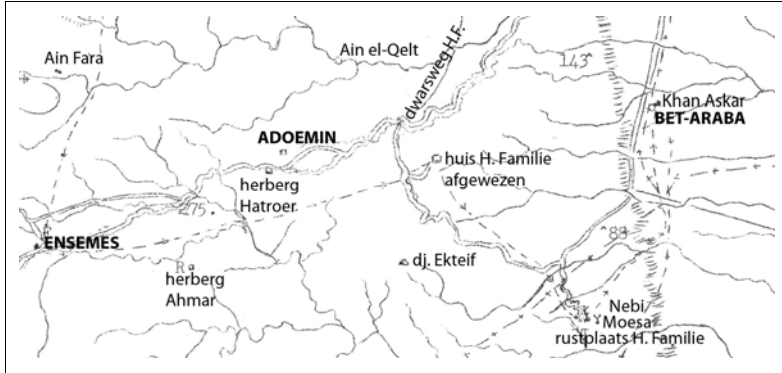 Ain Fara
Ain el-Qelt
dwarsweg H.F.
143
Khan Askar
BET-ARABA
ADOEMIN
huis H. Familie
afgewezen
herberg
Hatroer
275
88
ENSEMES
dj. Ekteif
R
herberg
Ahmar
Nebi
Moesa
rustplaats H. Familie